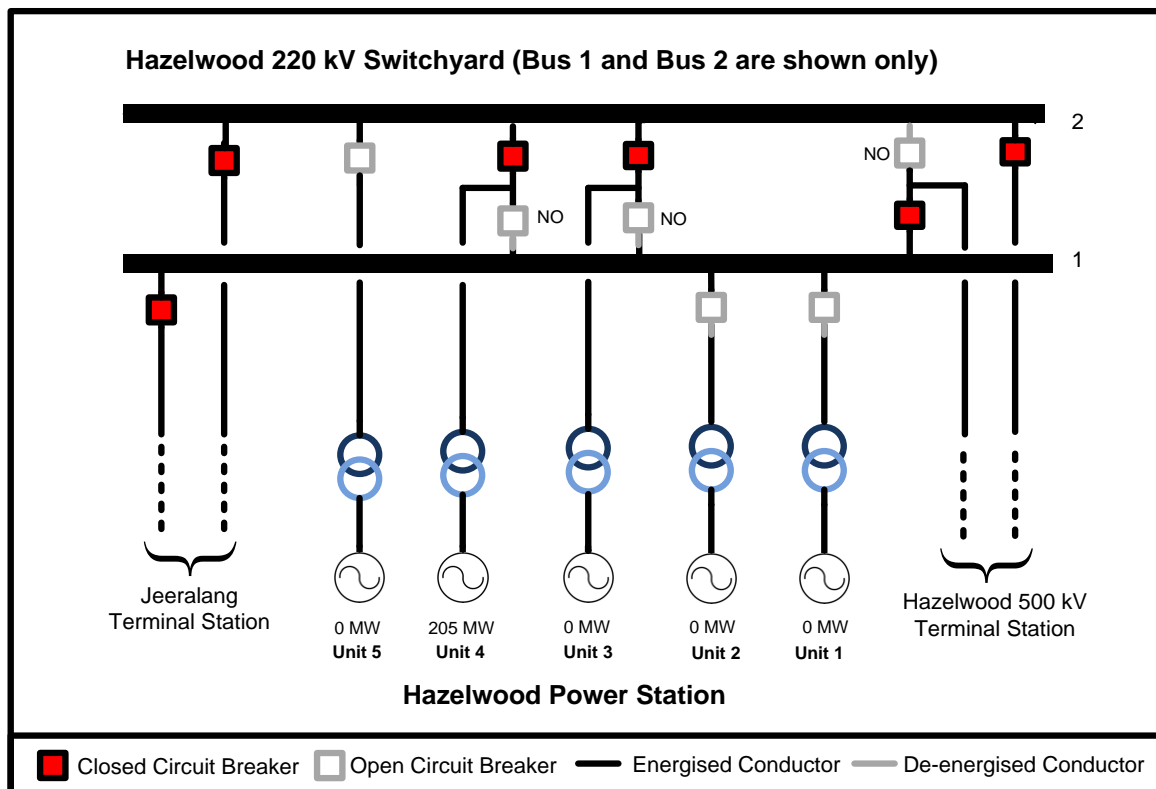 Hazelwood 220 kV Switchyard (Bus 1 and Bus 2 are shown only)
2
NO
NO
NO
1
Jeeralang
Terminal Station
Hazelwood 500 kV
Terminal Station
0 MW
Unit 5
205 MW
Unit 4
0 MW
Unit 3
0 MW
Unit 2
0 MW
Unit 1
Hazelwood Power Station
Closed Circuit Breaker
Open Circuit Breaker
Energised Conductor
De-energised Conductor